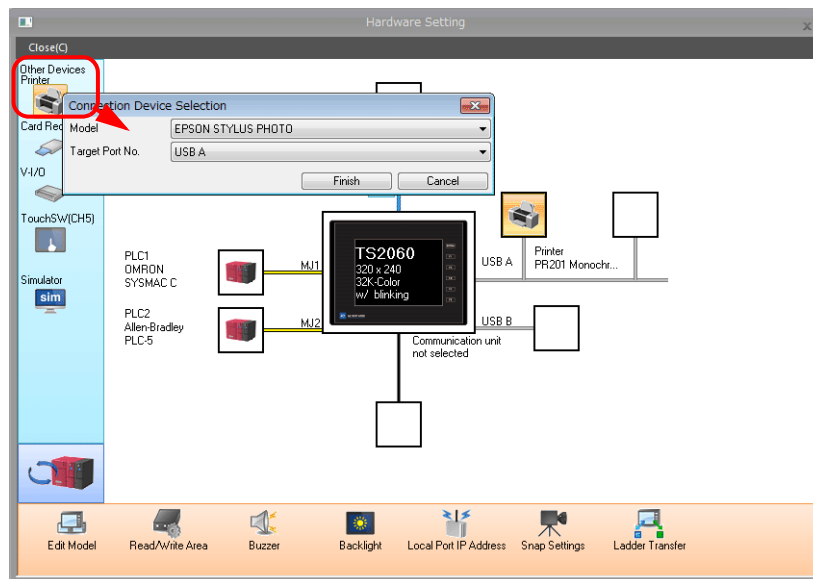 Hardware Setting
Close(C)
Other Devices
Printer
Connection Device Selection
Card Rec
Model
EPSON STYLUS PHOTO
Target Port No.
USB A
Finish
Cancel
V-I/O
TouchSW(CH5)
Simulator
sim
PLC1
OMRON
SYSMAC C
MJ1
TS2060
320 x 240
32K-Color
w/ blinking
USB A
Printer
PR201 Monochr...
PLC2
Allen-Bradley
PLC-5
MJ2
USB B
Communication unit
not selected
Edit Model
Read/Write Area
Buzzer
Backlight
Local Port IP Address
Snap Settings
Ladder Transfer